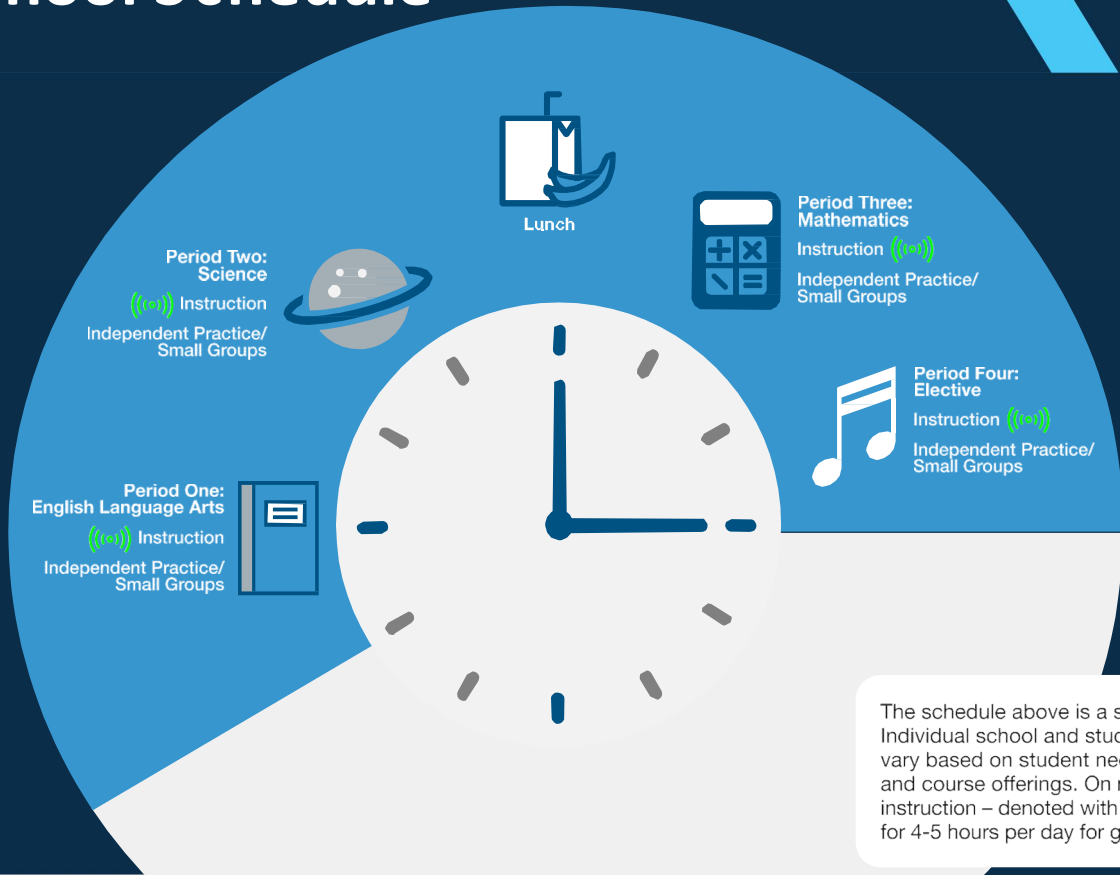 Schedule
Lunch
Period Three:
Mathematics
Instruction
Independent Practice/
Small Groups
Period Two:
Science
Instruction
Independent Practice/
Small Groups
Period Four:
Elective
Instruction
Independent Practice/
Small Groups
Period One:
English Language Arts
Instruction
Independent Practice/
Small Groups
The schedule above is a
Individual school and
vary based on student
and course offerings. On
instruction – denoted with
for 4-5 hours per day for